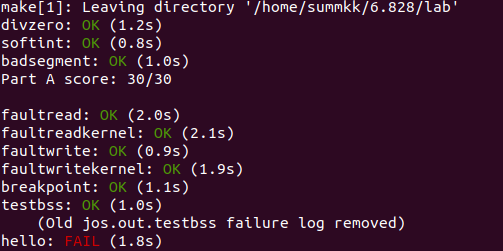 make[1]: Leaving directory '/home/summkk/6.828/lab'
divzero: OK (1.2s)
softint: OK (0.8s)
badsegment: OK (1.0s)
Part A score: 30/30

faultread: OK (2.0s)
faultreadkernel: OK (2.1s)
faultwrite: OK (0.9s)
faultwritekernel: OK (1.9s)
breakpoint: OK (1.1s)
testbss: OK (1.0s)
    (Old jos.out.testbss failure log removed)
hello: FAIL (1.8s)